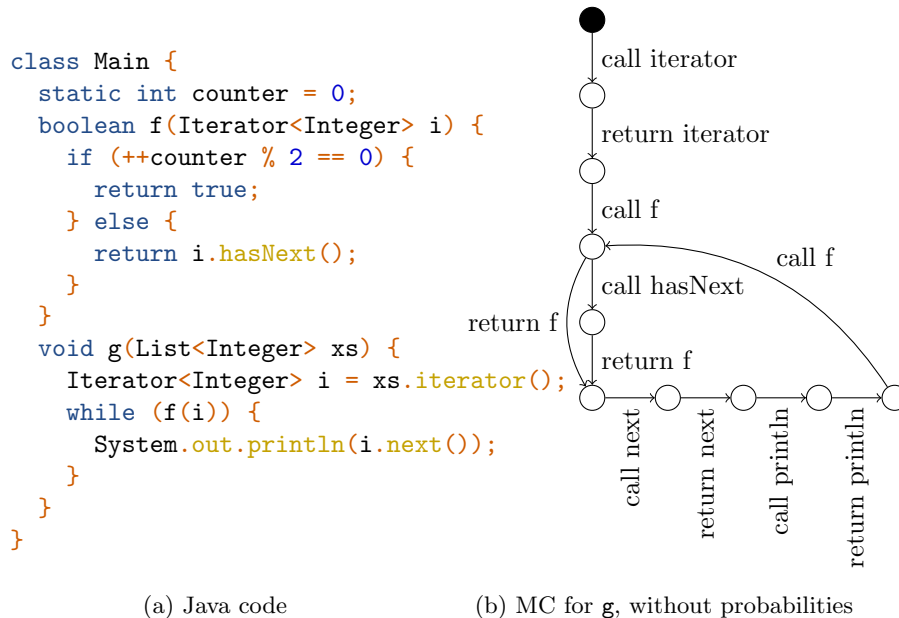 class Main {
static int counter = 0;
boolean f(Iterator<Integer> i) {
if (++counter % 2 == 0) {
return true;
} else {
return i.hasNext();
}
}
void g(List<Integer> xs) {
Iterator<Integer> i = xs.iterator();
while (f(i)) {
System.out.println(i.next());
}
}
}
(a) Java code
call iterator
return iterator
call f
call f
call hasNext
return f
return f
call next
return next
call println
return println
(b) MC for g, without probabilities